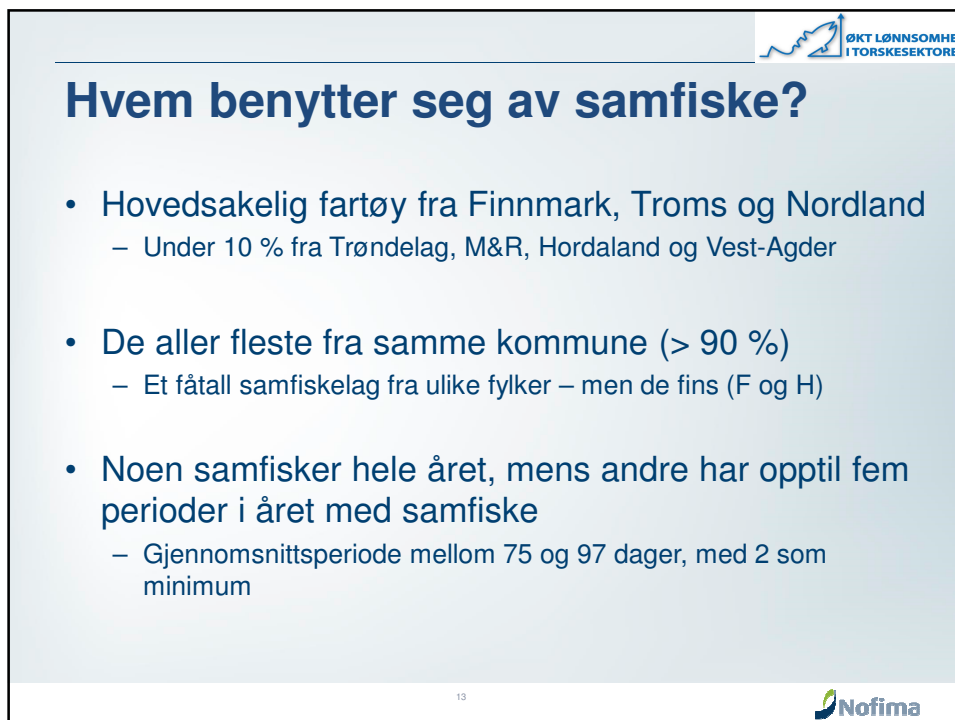 ØKT LØNNSOMHE
I TORSKESEKTORE
Hvem benytter seg av samfiske?
• Hovedsakelig fartøy fra Finnmark, Troms og Nordland
– Under 10 % fra Trøndelag, M&R, Hordaland og Vest-Agder
• De aller fleste fra samme kommune (> 90 %)
– Et fåtall samfiskelag fra ulike fylker – men de fins (F og H)
• Noen samfisker hele året, mens andre har opptil fem
perioder i året med samfiske
– Gjennomsnittsperiode mellom 75 og 97 dager, med 2 som
minimum
13
Nofima